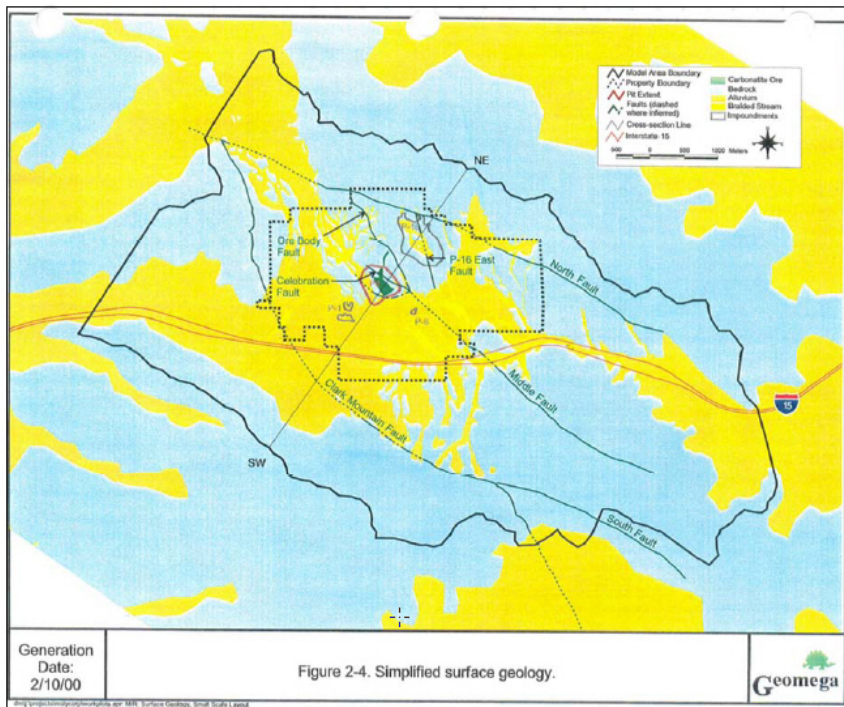 Model Area Boundary
Property Boundary
Pit Extent
Faults (dashed
where inferred)
Cross-section Line
Interstate 15
Carbonatite Ore
Bedrock
Alluvium
Braided Stream
Impoundments
500 0 500 1000 Meters
NE
Ore Body
Fault
P-16 East
Fault
Celebration
Fault
North Fault
P-1
P-6
Middle Fault
15
Clark Mountain Fault
SW
South Fault
Generation
Date:
2/10/00
Figure 2-4. Simplified surface geology.
Geomega